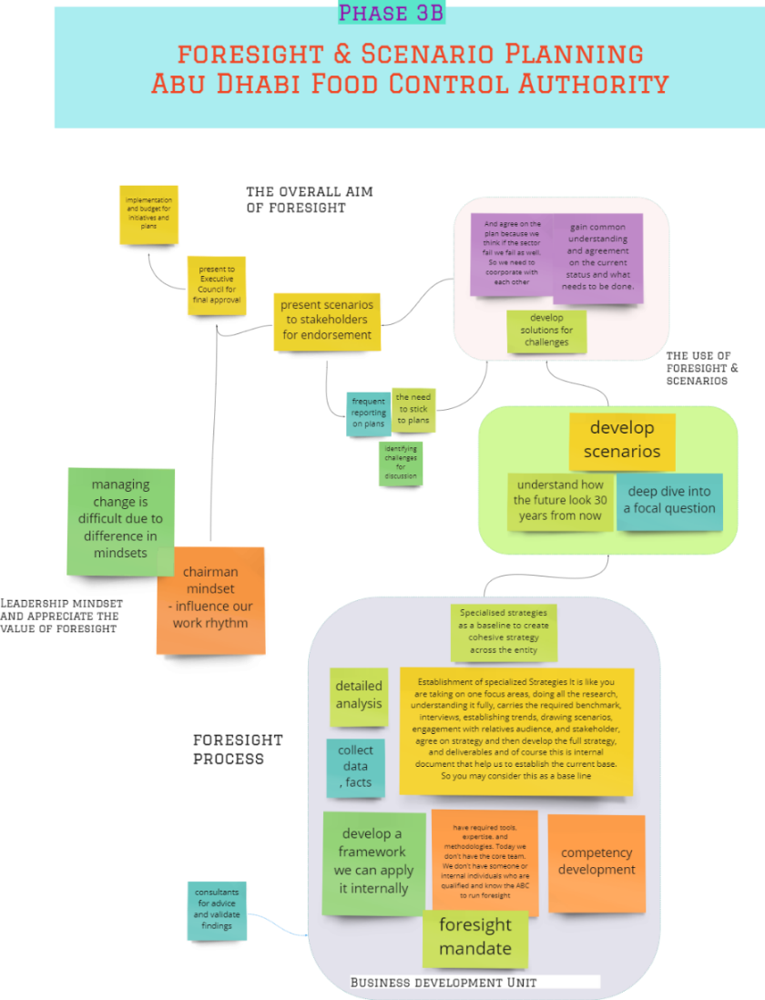 Phase 3B
foresight & Scenario Planning
Abu Dhabi Food Control Authority
implementation
and budget for
initiatives and
plans
the overall aim
of foresight
And agree on the
plan because we
think if the sector
fail we fail as well.
So we need to
coorporate with
each other
gain common
understanding
and agreement
on the current
status and what
needs to be done.
present to
Executive
Council for
final approval
present scenarios
to stakeholders
for endorsement
develop
solutions for
challenges
the use of
foresight &
scenarios
frequent
reporting
on plans
the need
to stick
to plans
identifying
challenges
for
discussion
develop
scenarios
understand how
the future look 30
years from now
deep dive into
a focal question
managing
change is
difficult due to
difference in
mindsets
chairman
mindset
- influence our
work rhythm
Leadership mindset
and appreciate the
value of foresight
Specialised strategies
as a baseline to create
cohesive strategy
across the entity
detailed
analysis
Establishment of specialized Strategies It is like you
are taking on one focus areas, doing all the research,
understanding it fully, carries the required benchmark,
interviews, establishing trends, drawing scenarios,
engagement with relatives audience, and stakeholder,
agree on strategy and then develop the full strategy,
and deliverables and of course this is internal
document that help us to establish the current base.
So you may consider this as a base line
foresight
process
collect
data
, facts
develop a
framework
we can apply
it internally
have required tools,
expertise, and
methodologies. Today we
don't have the core team.
We don't have someone or
internal individuals who are
qualified and know the ABC
to run foresight
competency
development
consultants
for advice
and validate
findings
foresight
mandate
Business development Unit